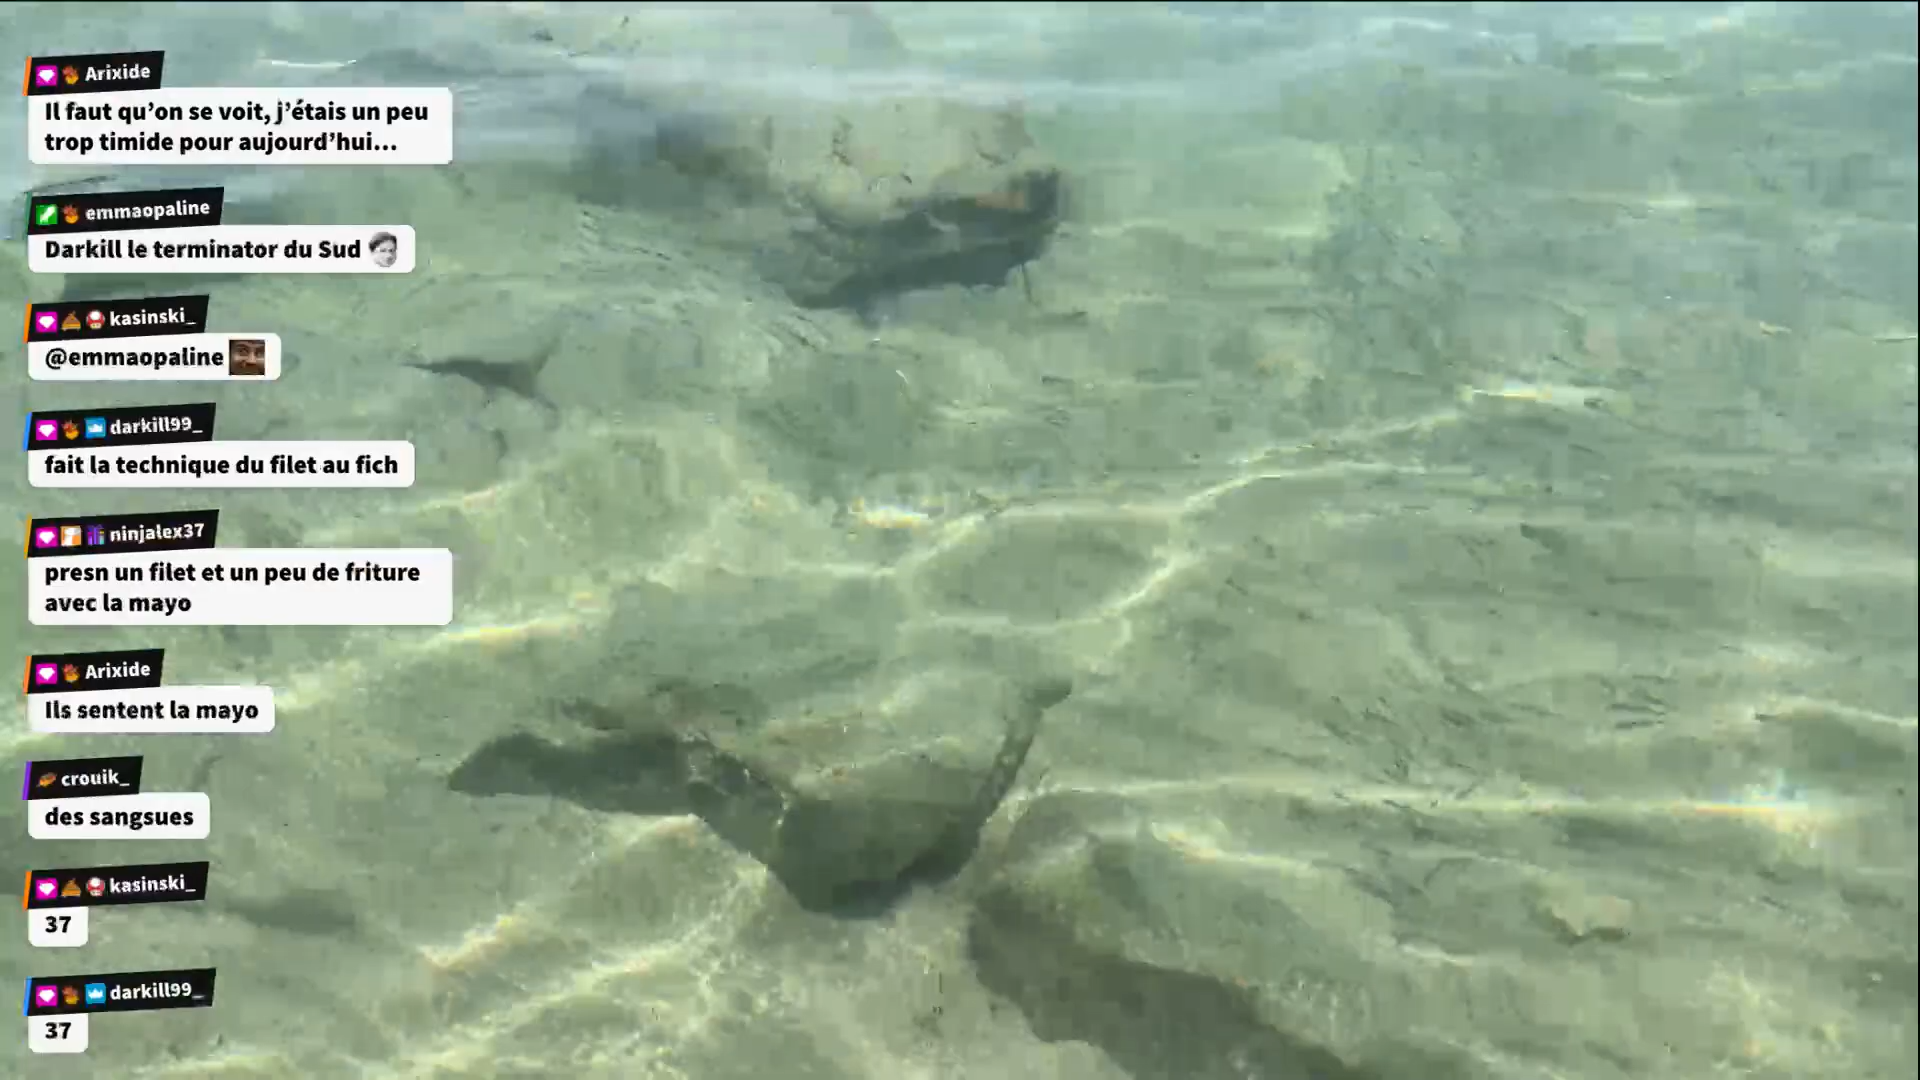 Arixide
Il faut qu’on se voit, j’étais un peu
trop timide pour aujourd’hui...
emmaopaline
Darkill le terminator du Sud
kasinski_
@emmaopaline
darkill99_
fait la technique du filet au fich
ninjalex37
presn un filet et un peu de friture
avec la mayo
Arixide
Ils sentent la mayo
crouik_
des sangsues
kasinski_
37
darkill99_
37